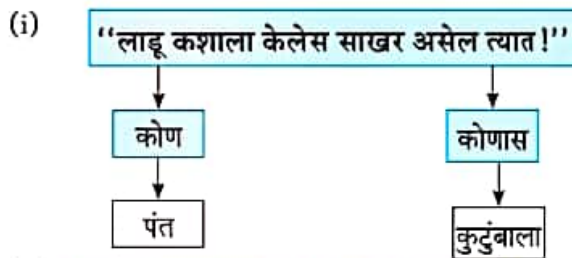 (i) “लाडू कशाला केलेस साखर असेल त्यात!”
कोण कोणास
पंत कुटुंबाला